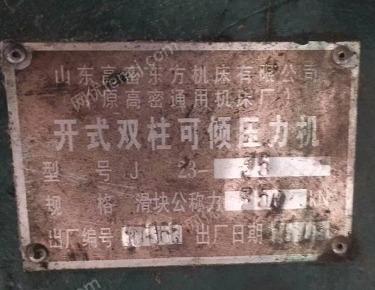 山东高密东方机床有限公司
原高密通用机床厂
开式双柱可倾压力机
型号 J 23-
规格 滑块公称力 kN
出厂编号 出厂日期